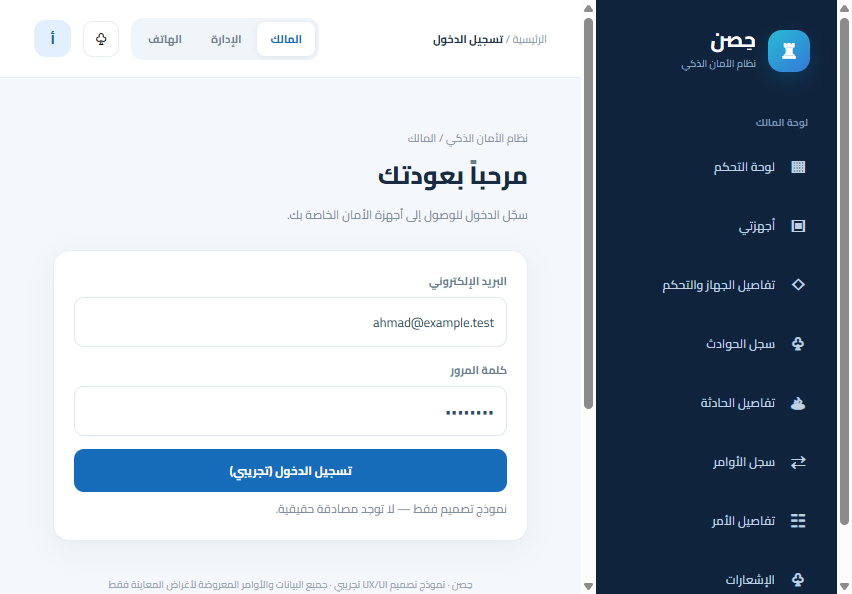 حصن
نظام الأمان الذكي
لوحة المالك
لوحة التحكم
أجهزتي
تفاصيل الجهاز والتحكم
سجل الحوادث
تفاصيل الحادثة
سجل الأوامر
تفاصيل الأمر
الإشعارات
الرئيسية / تسجيل الدخول
المالك
الإدارة
الهاتف
أ
نظام الأمان الذكي / المالك
مرحباً بعودتك
سجّل الدخول للوصول إلى أجهزة الأمان الخاصة بك.
البريد الإلكتروني
ahmad@example.test
كلمة المرور
تسجيل الدخول (تجريبي)
نموذج تصميم فقط — لا توجد مصادقة حقيقية.
حصن · نموذج تصميم UX/UI تجريبي · جميع البيانات والأوامر المعروضة لأغراض المعاينة فقط